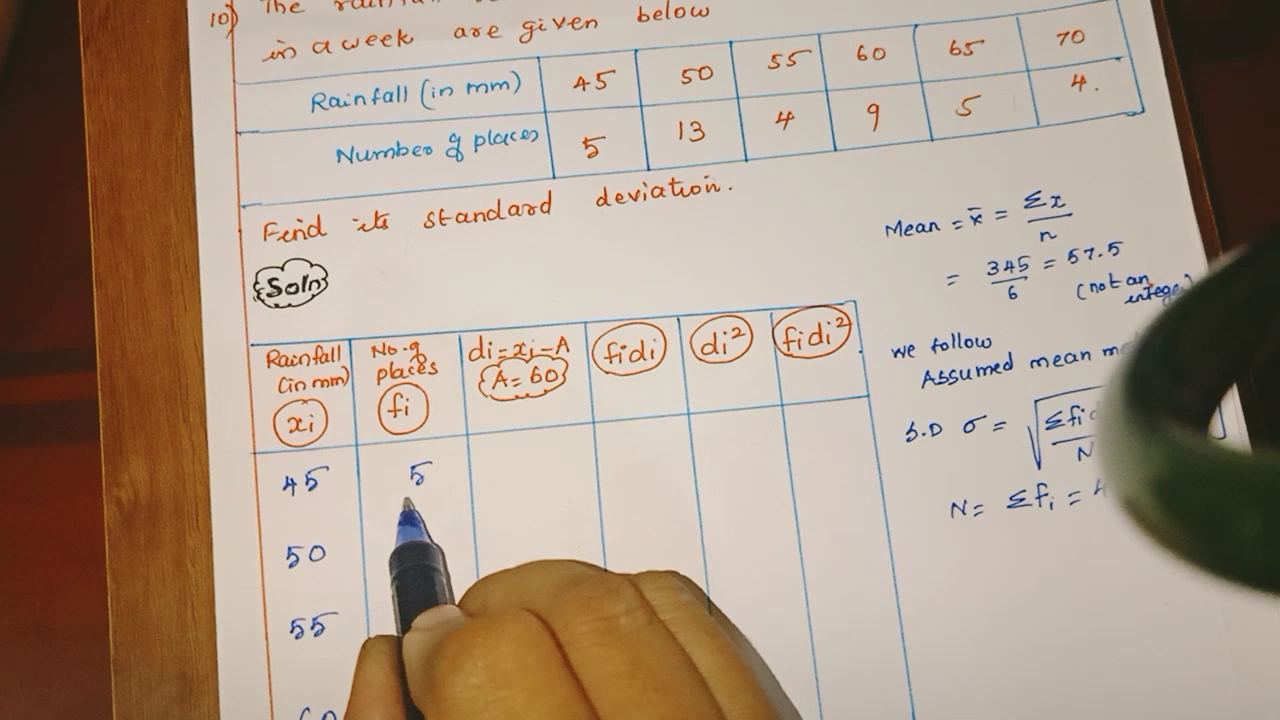 10) The
in a week are given below
Rainfall (in mm) 45 50 55 60 65 70
Number of places 5 13 4 9 5 4.
Find its standard deviation.
Soln
Mean = x̄ = Σx / n
= 345 / 6 = 57.5
(not an
we follow
Assumed mean
S.D σ = √ Σfi / N
N = Σfi =
Rainfall (in mm) xi
No. of places fi
di = xi - A
A = 60
fidi
di²
fidi²
45 5
50
55